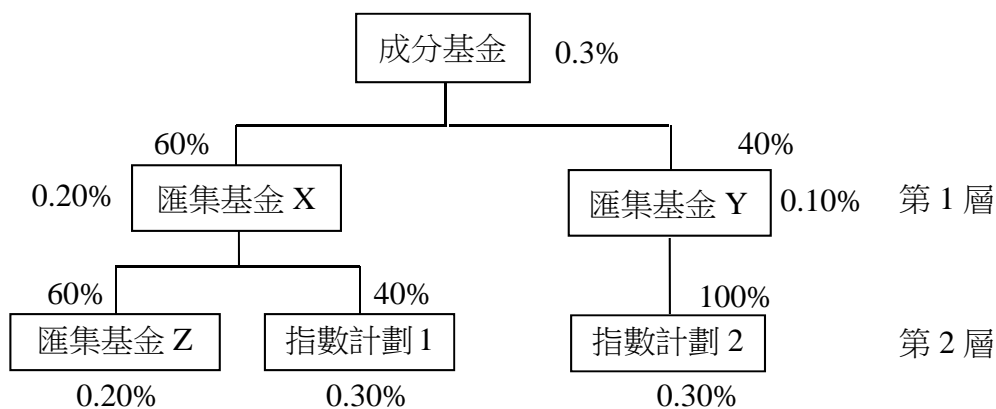 成分基金 0.3%
60% 40%
0.20% 匯集基金 X 匯集基金 Y 0.10% 第 1 層
60% 40% 100%
匯集基金 Z 指數計劃 1 指數計劃 2 第 2 層
0.20% 0.30% 0.30%